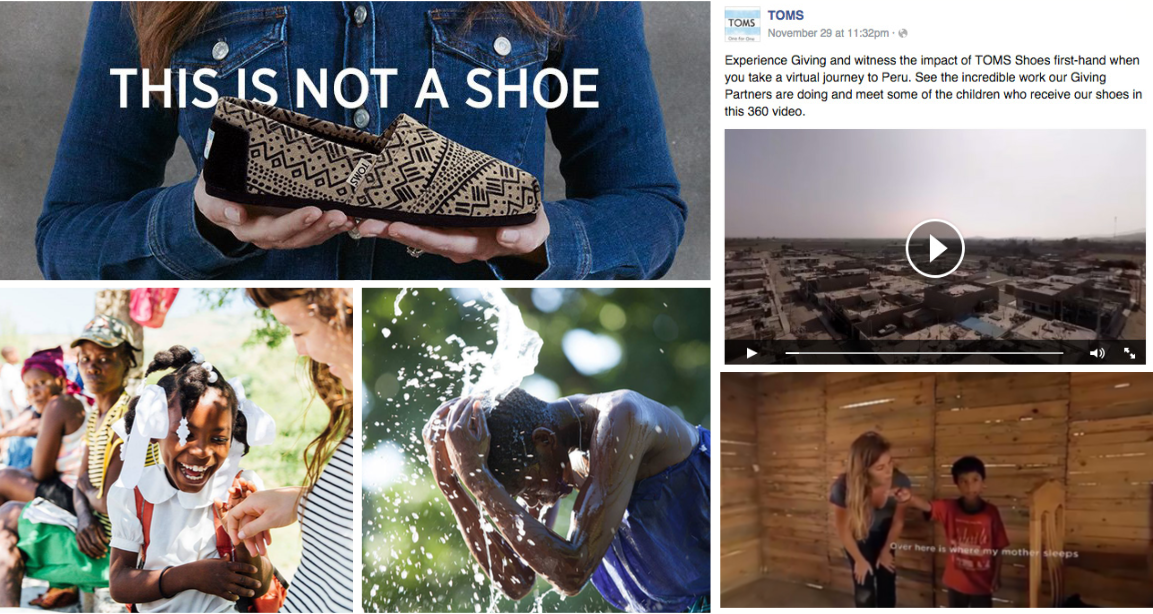 THIS IS NOT A SHOE
TOMS
TOMS
One for One
TOMS
November 29 at 11:32pm ·
Experience Giving and witness the impact of TOMS Shoes first-hand when
you take a virtual journey to Peru. See the incredible work our Giving
Partners are doing and meet some of the children who receive our shoes in
this 360 video.
Over here is where my mother sleeps